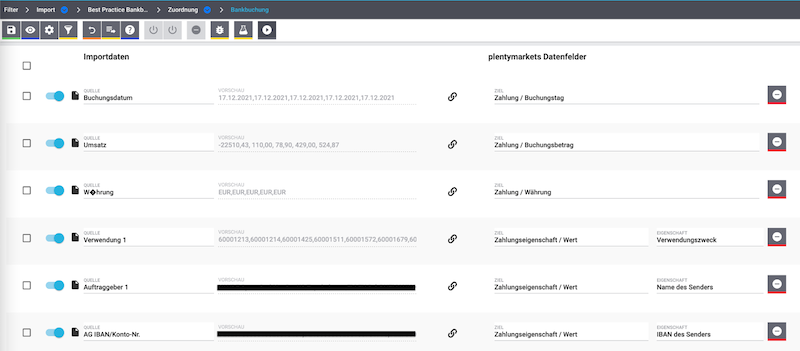 Filter > Import > Best Practice Bankb... > Zuordnung > Bankbuchung
Importdaten plentymarkets Datenfelder
QUELLE VORSCHAU ZIEL
Buchungsdatum 17.12.2021,17.12.2021,17.12.2021,17.12.2021,17.12.2021 Zahlung / Buchungstag
QUELLE VORSCHAU ZIEL
Umsatz -22510,43, 110,00, 78,90, 429,00, 524,87 Zahlung / Buchungsbetrag
QUELLE VORSCHAU ZIEL
W�hrung EUR,EUR,EUR,EUR,EUR Zahlung / Währung
QUELLE VORSCHAU ZIEL EIGENSCHAFT
Verwendung 1 60001213,60001214,60001425,60001511,60001572,60001679,60 Zahlungseigenschaft / Wert Verwendungszweck
QUELLE VORSCHAU ZIEL EIGENSCHAFT
Auftraggeber 1 Zahlungseigenschaft / Wert Name des Senders
QUELLE VORSCHAU ZIEL EIGENSCHAFT
AG IBAN/Konto-Nr. Zahlungseigenschaft / Wert IBAN des Senders